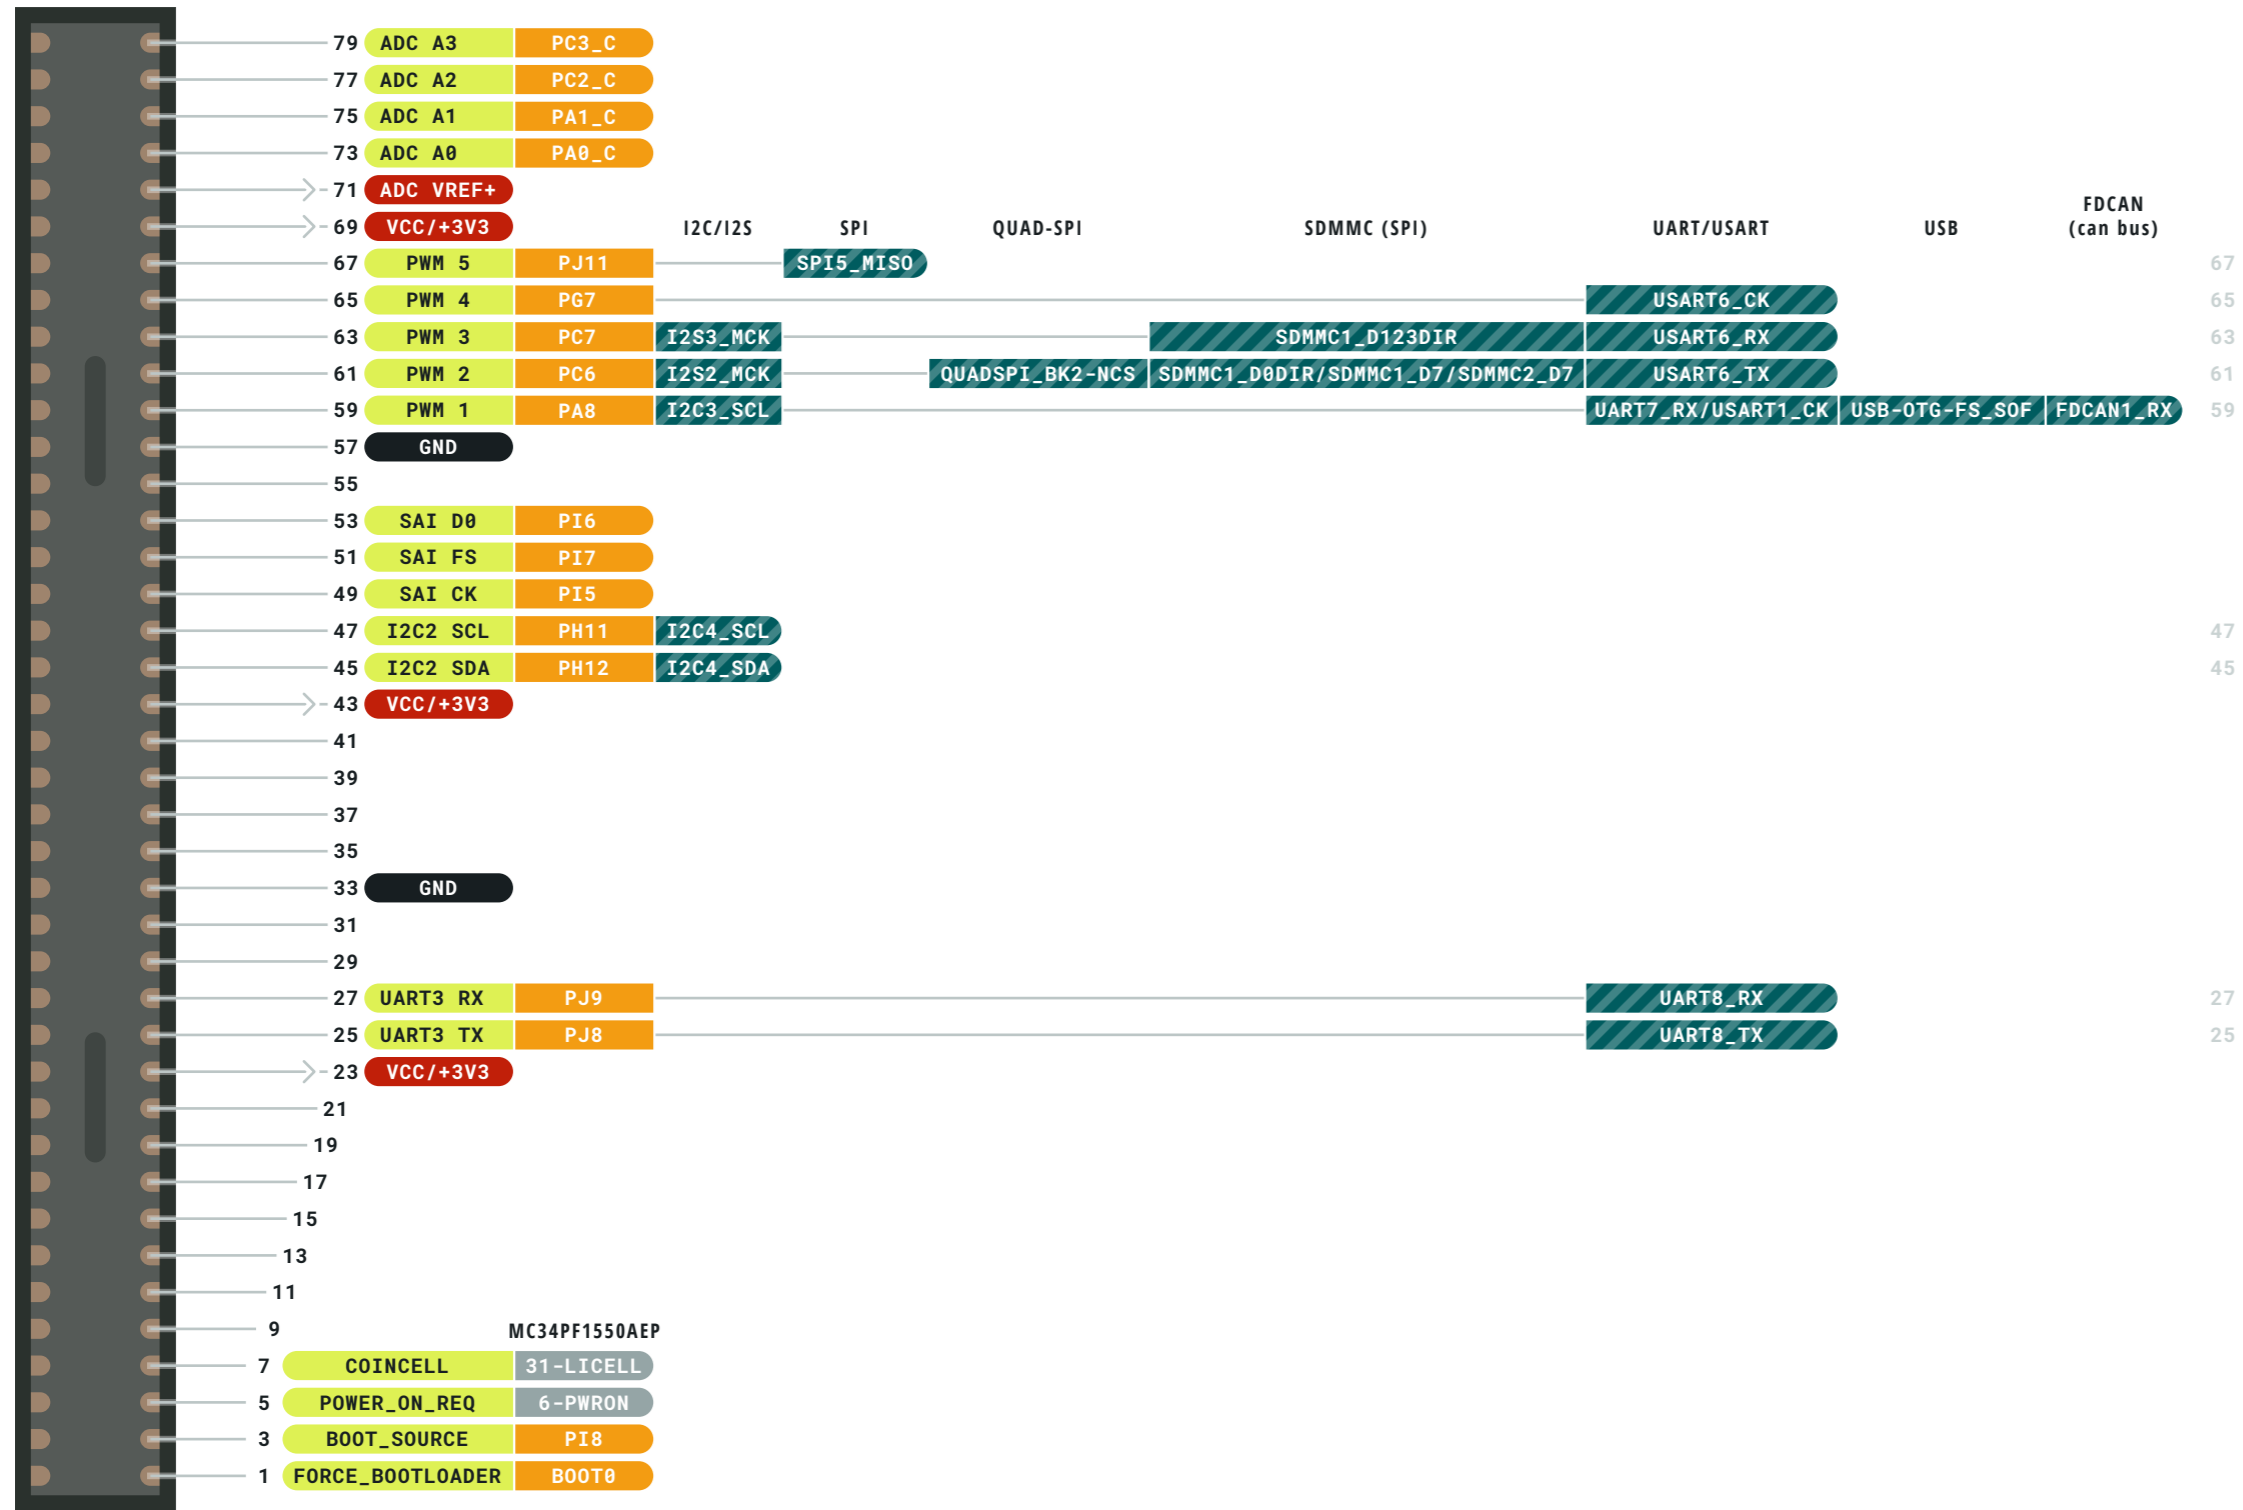 79 ADC A3 PC3_C
77 ADC A2 PC2_C
75 ADC A1 PA1_C
73 ADC A0 PA0_C
71 ADC VREF+
FDCAN
69 VCC/+3V3 I2C/I2S SPI QUAD-SPI SDMMC (SPI) UART/USART USB (can bus)
67 PWM 5 PJ11 SPI5_MISO 67
65 PWM 4 PG7 USART6_CK 65
63 PWM 3 PC7 I2S3_MCK SDMMC1_D123DIR USART6_RX 63
61 PWM 2 PC6 I2S2_MCK QUADSPI_BK2-NCS SDMMC1_D0DIR/SDMMC1_D7/SDMMC2_D7 USART6_TX 61
59 PWM 1 PA8 I2C3_SCL UART7_RX/USART1_CK USB-OTG-FS_SOF FDCAN1_RX 59
57 GND
55
53 SAI D0 PI6
51 SAI FS PI7
49 SAI CK PI5
47 I2C2 SCL PH11 I2C4_SCL 47
45 I2C2 SDA PH12 I2C4_SDA 45
43 VCC/+3V3
41
39
37
35
33 GND
31
29
27 UART3 RX PJ9 UART8_RX 27
25 UART3 TX PJ8 UART8_TX 25
23 VCC/+3V3
21
19
17
15
13
11
9 MC34PF1550AEP
7 COINCELL 31-LICELL
5 POWER_ON_REQ 6-PWRON
3 BOOT_SOURCE PI8
1 FORCE_BOOTLOADER BOOT0